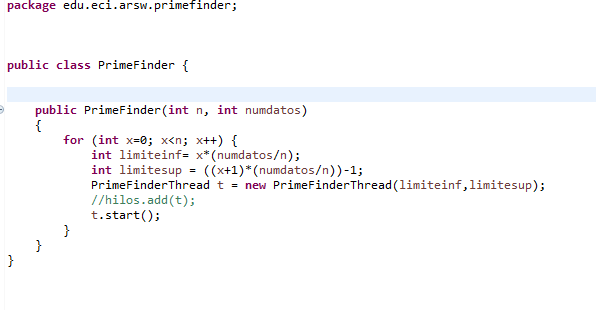 package edu.eci.arsw.primefinder;
public class PrimeFinder {
public PrimeFinder(int n, int numdatos)
{
for (int x=0; x<n; x++) {
int limiteinf= x*(numdatos/n);
int limitesup = ((x+1)*(numdatos/n))-1;
PrimeFinderThread t = new PrimeFinderThread(limiteinf,limitesup);
//hilos.add(t);
t.start();
}
}
}